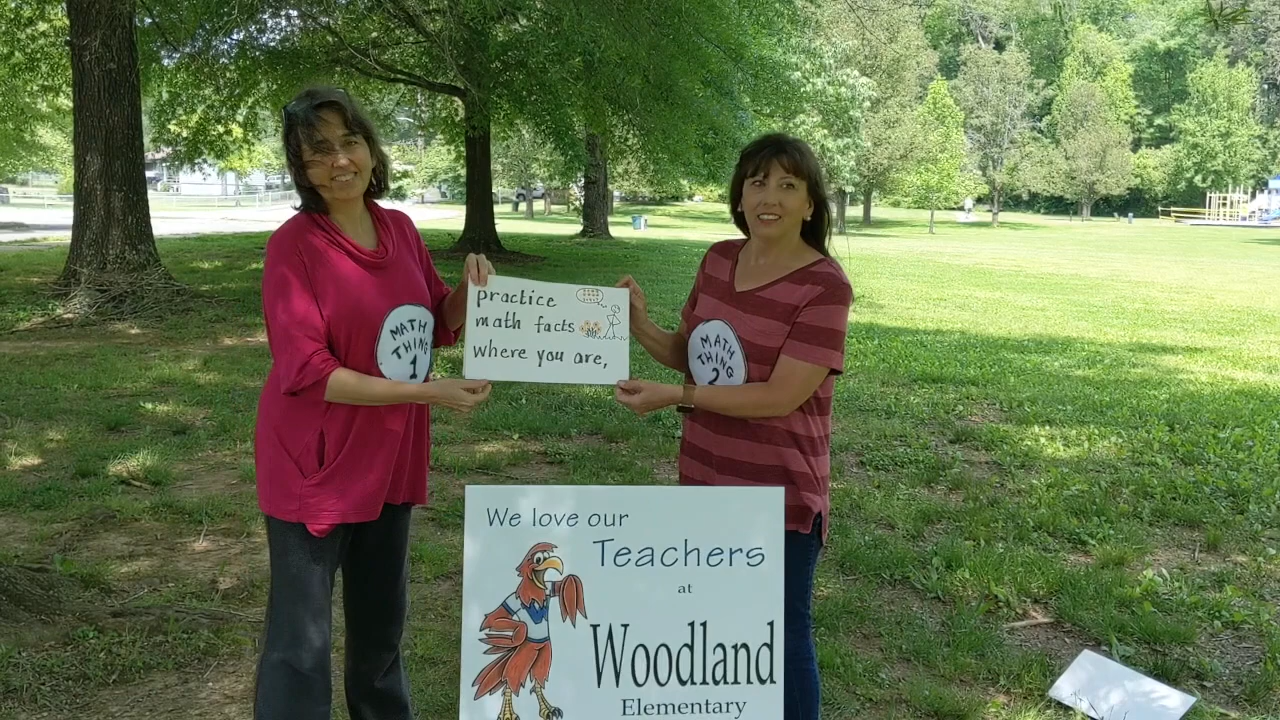 practice
math facts
where you are,
MATH
THING
1
MATH
THING
2
We love our
Teachers
at
Woodland
Elementary